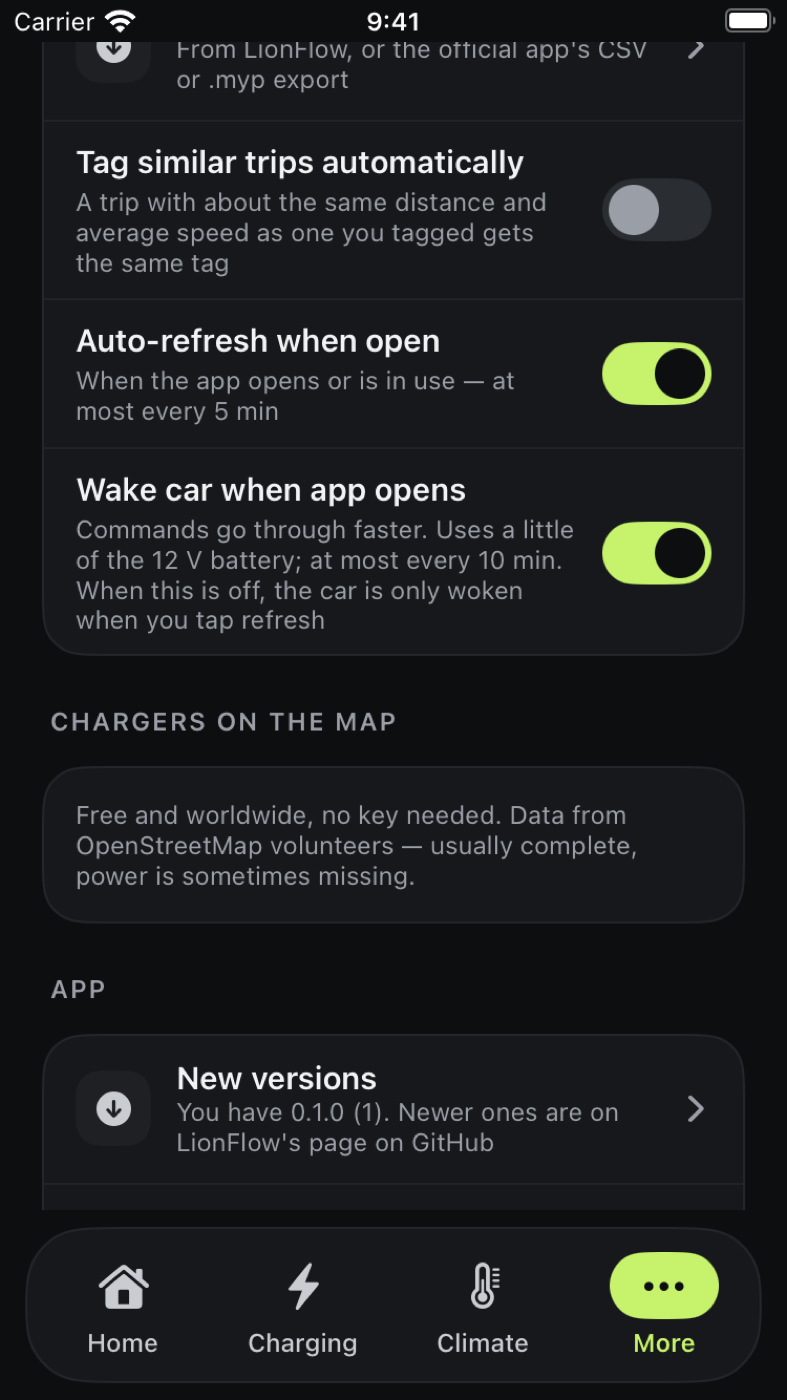 Carrier
9:41
From LionFlow, or the official app's CSV
or .myp export
Tag similar trips automatically
A trip with about the same distance and
average speed as one you tagged gets
the same tag
Auto-refresh when open
When the app opens or is in use — at
most every 5 min
Wake car when app opens
Commands go through faster. Uses a little
of the 12 V battery; at most every 10 min.
When this is off, the car is only woken
when you tap refresh
CHARGERS ON THE MAP
Free and worldwide, no key needed. Data from
OpenStreetMap volunteers — usually complete,
power is sometimes missing.
APP
New versions
You have 0.1.0 (1). Newer ones are on
LionFlow's page on GitHub
Home
Charging
Climate
More